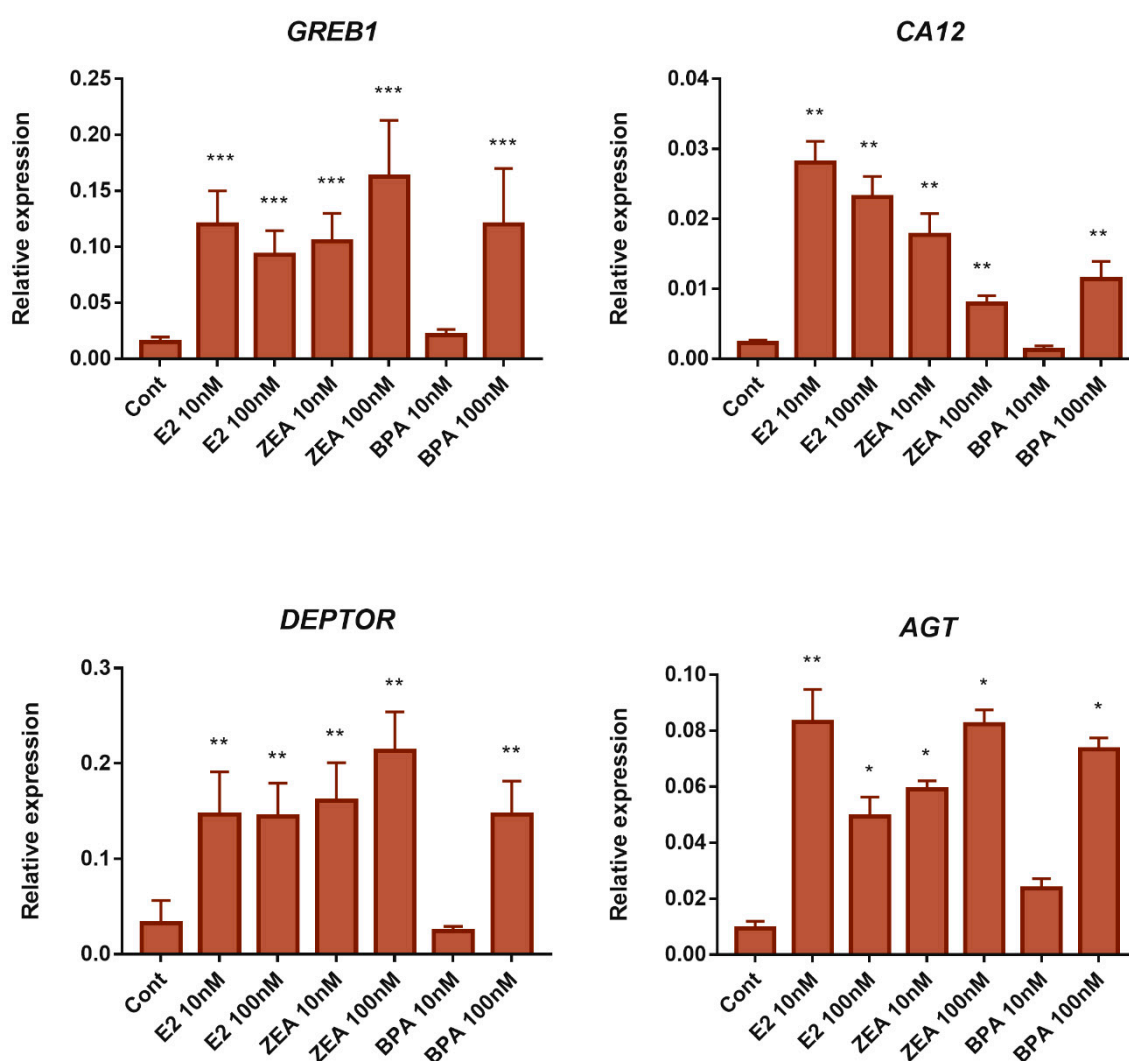 GREB1
Relative expression
0.25
0.20
0.15
0.10
0.05
0.00
***
***
***
***
***
Cont
E2 10nM
E2 100nM
ZEA 10nM
ZEA 100nM
BPA 10nM
BPA 100nM
CA12
Relative expression
0.04
0.03
0.02
0.01
0.00
**
**
**
**
**
Cont
E2 10nM
E2 100nM
ZEA 10nM
ZEA 100nM
BPA 10nM
BPA 100nM
DEPTOR
Relative expression
0.3
0.2
0.1
0.0
**
**
**
**
**
Cont
E2 10nM
E2 100nM
ZEA 10nM
ZEA 100nM
BPA 10nM
BPA 100nM
AGT
Relative expression
0.10
0.08
0.06
0.04
0.02
0.00
**
*
*
*
*
Cont
E2 10nM
E2 100nM
ZEA 10nM
ZEA 100nM
BPA 10nM
BPA 100nM